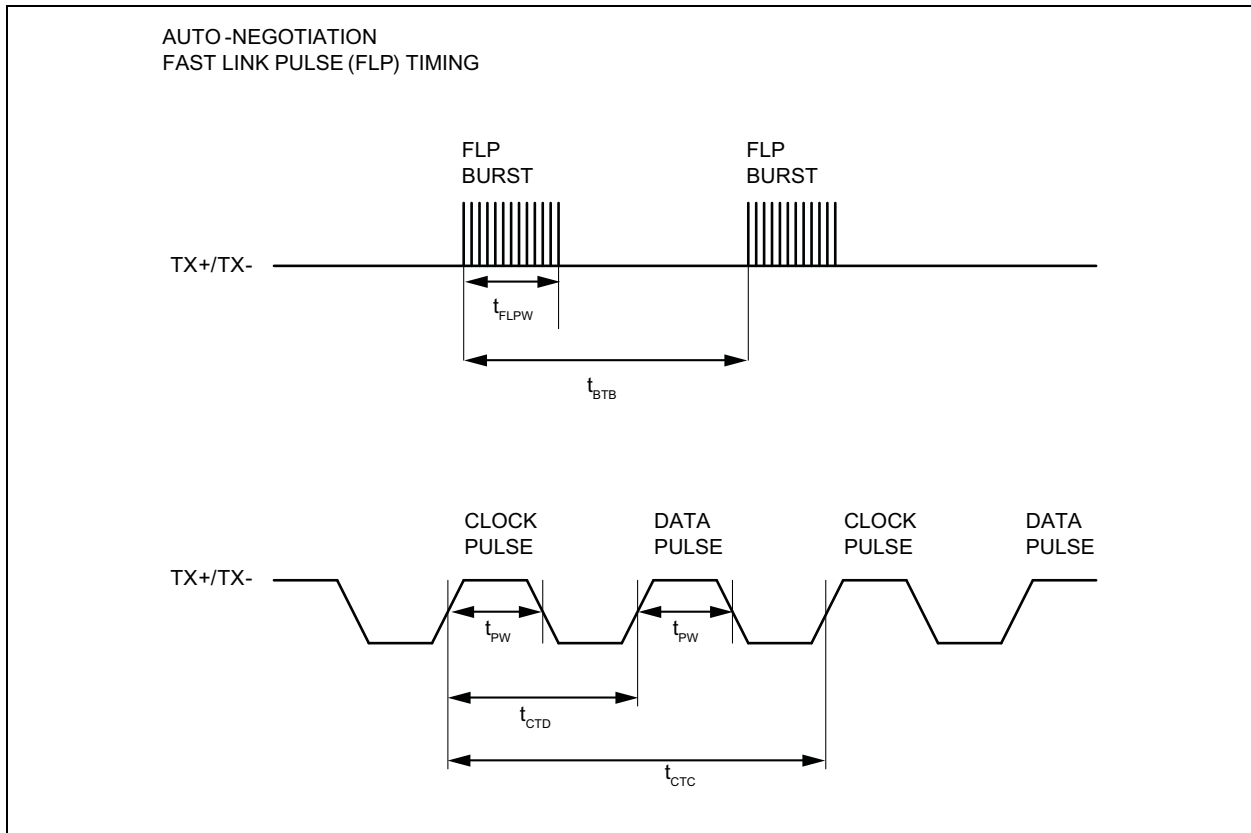 AUTO-NEGOTIATION
FAST LINK PULSE (FLP) TIMING
FLP
BURST
FLP
BURST
TX+/TX-
tFLPW
tBTB
CLOCK
PULSE
DATA
PULSE
CLOCK
PULSE
DATA
PULSE
TX+/TX-
tPW
tPW
tCTD
tCTC